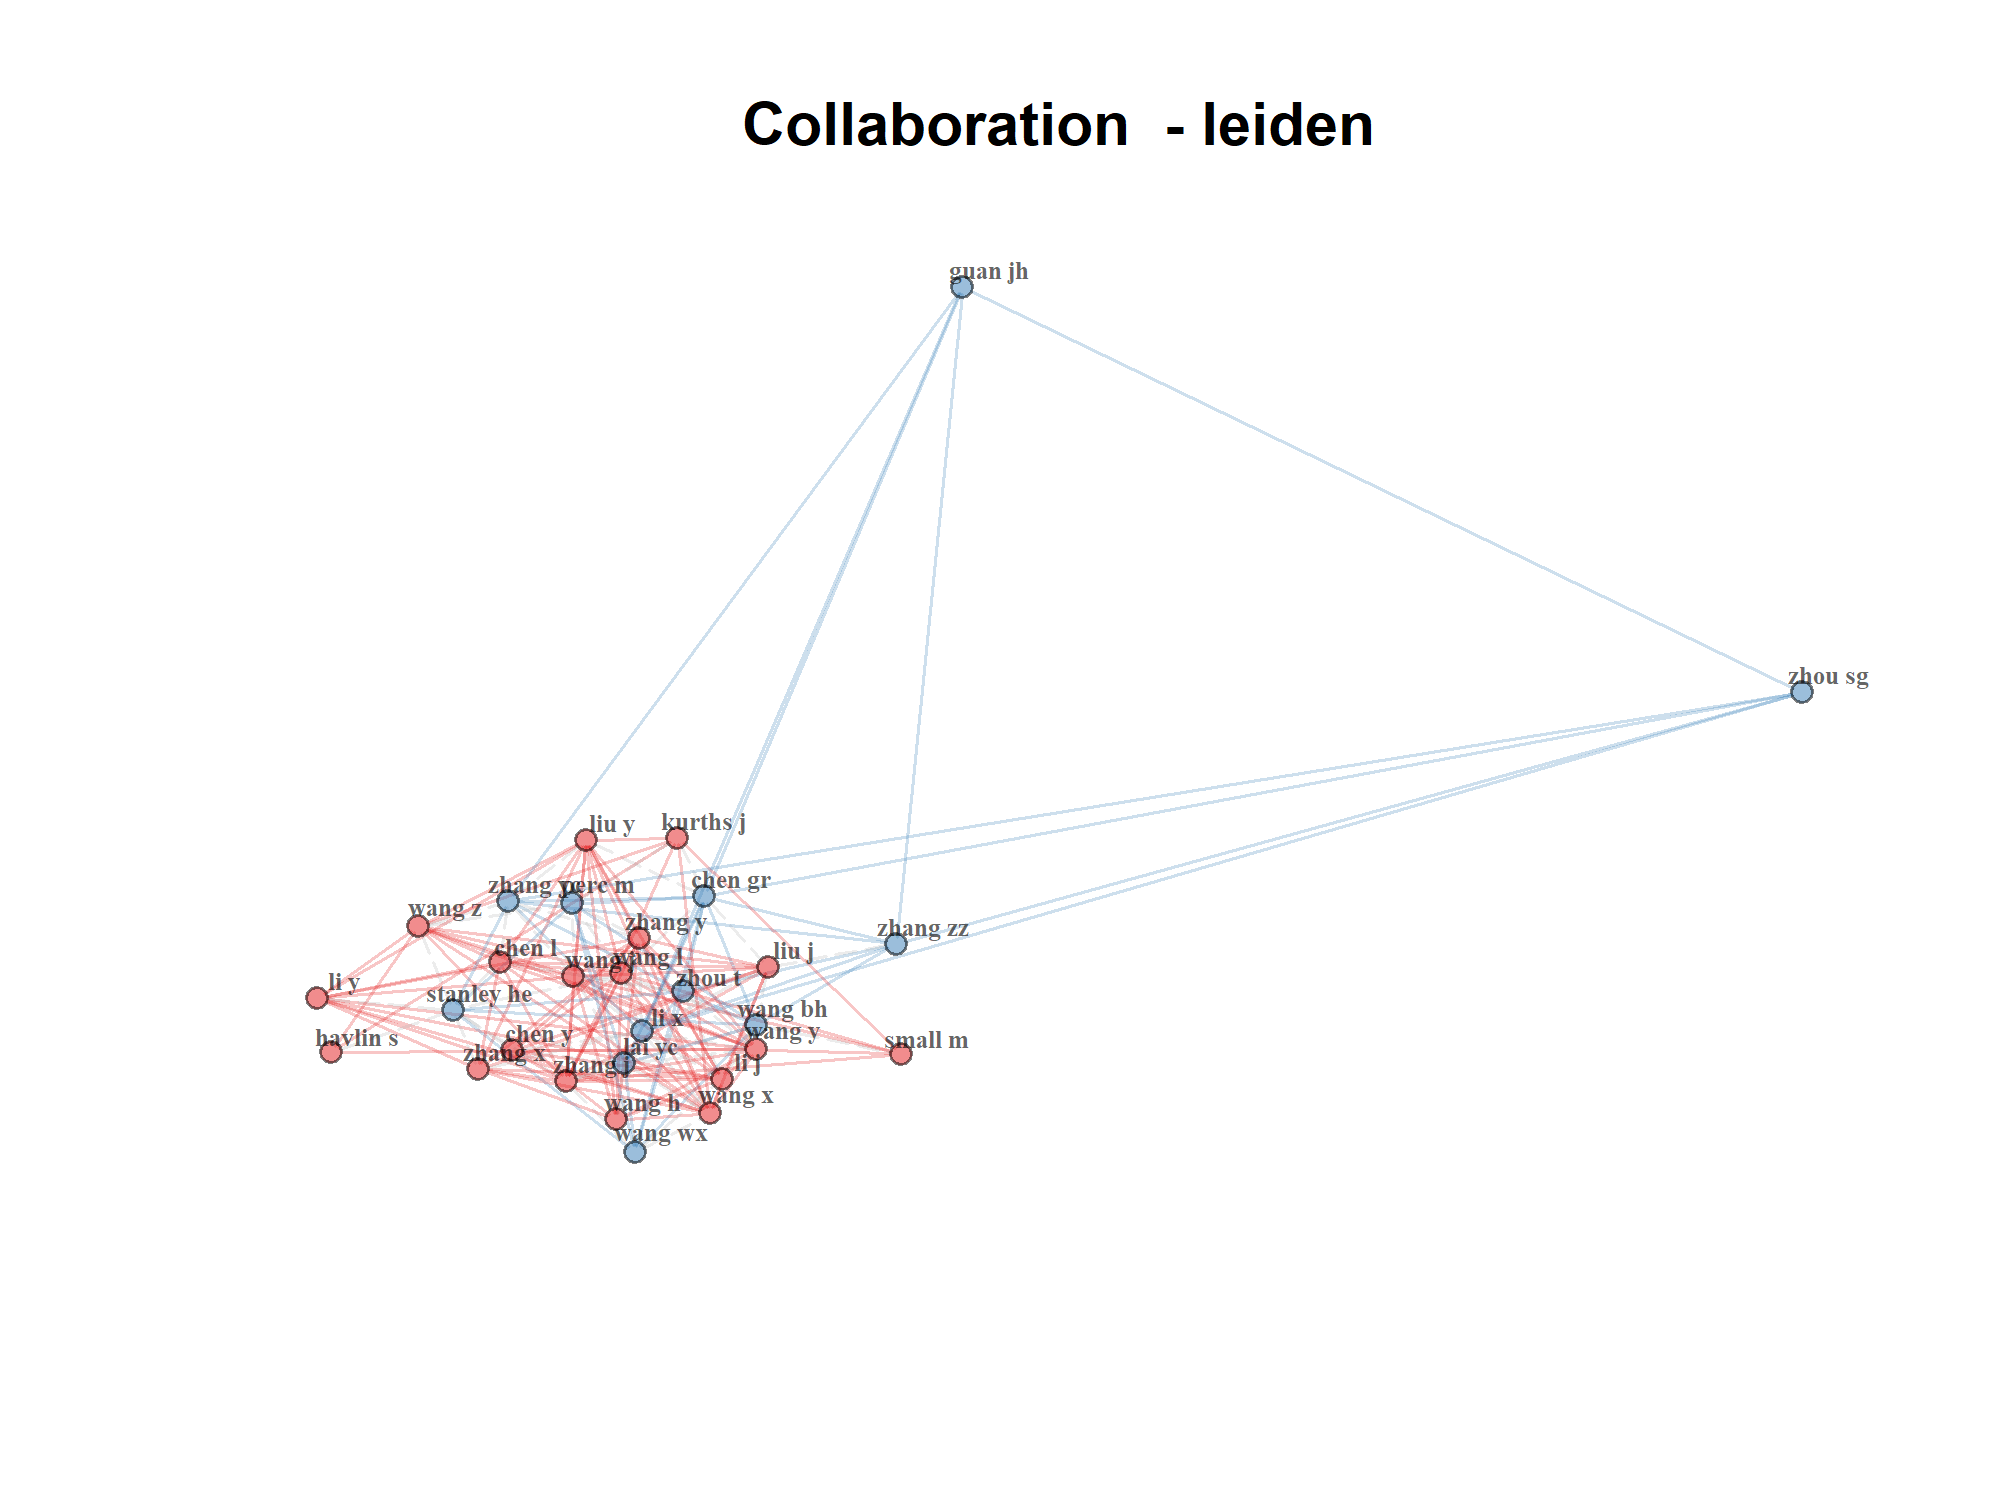 Collaboration  - leiden
guan jh
zhou sg
liu y
kurths j
zhang yc
perc m
chen gr
wang z
zhang y
zhang zz
chen l
wang j
wang l
liu j
zhou t
li y
stanley he
wang bh
li x
wang y
havlin s
chen y
small m
zhang x
lai yc
zhang j
li j
wang h
wang x
wang wx